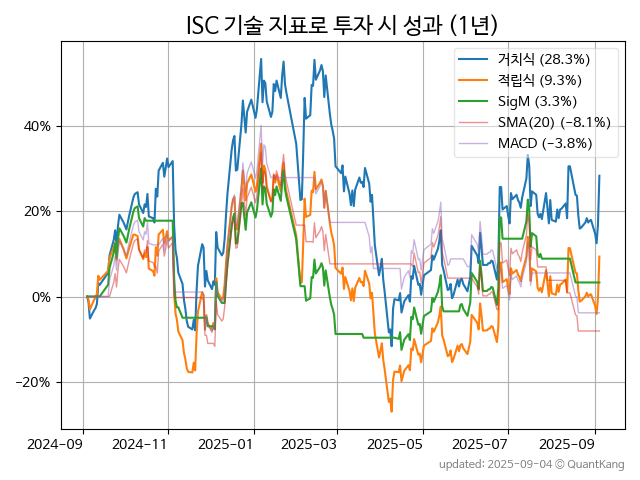 ISC 기술 지표로 투자 시 성과 (1년)
거치식 (28.3%)
적립식 (9.3%)
SigM (3.3%)
SMA(20) (−8.1%)
MACD (−3.8%)
40%
20%
0%
−20%
2024-09 2024-11 2025-01 2025-03 2025-05 2025-07 2025-09
updated: 2025-09-04 © QuantKang